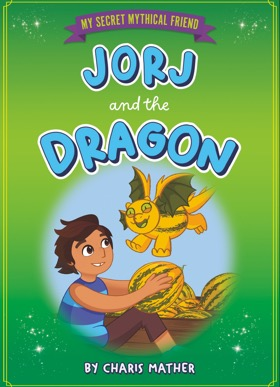 MY SECRET MYTHICAL FRIEND
JORJ
and the
DRAGON
BY CHARIS MATHER